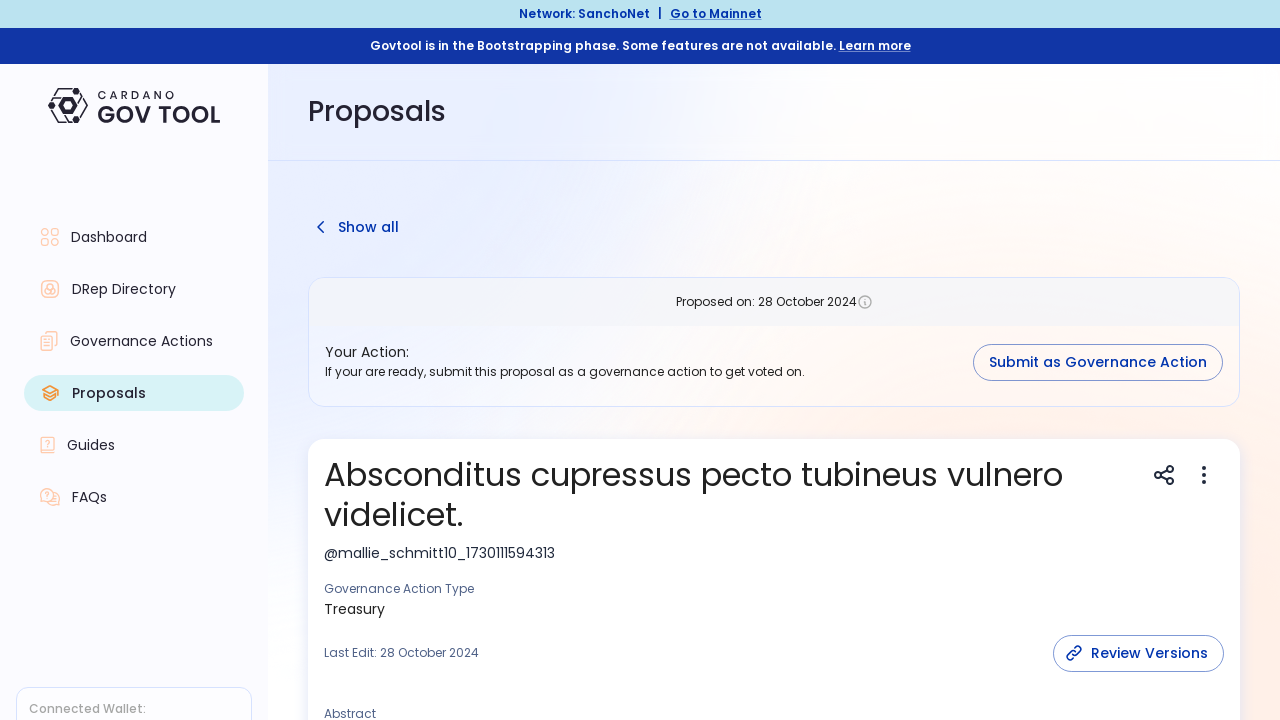 Network: SanchoNet | Go to Mainnet
Govtool is in the Bootstrapping phase. Some features are not available. Learn more
CARDANO
GOV TOOL
Dashboard
DRep Directory
Governance Actions
Proposals
Guides
FAQs
Connected Wallet:
Proposals
Show all
Proposed on: 28 October 2024
Your Action:
If your are ready, submit this proposal as a governance action to get voted on.
Submit as Governance Action
Absconditus cupressus pecto tubineus vulnero
videlicet.
@mallie_schmitt10_1730111594313
Governance Action Type
Treasury
Last Edit: 28 October 2024
Review Versions
Abstract